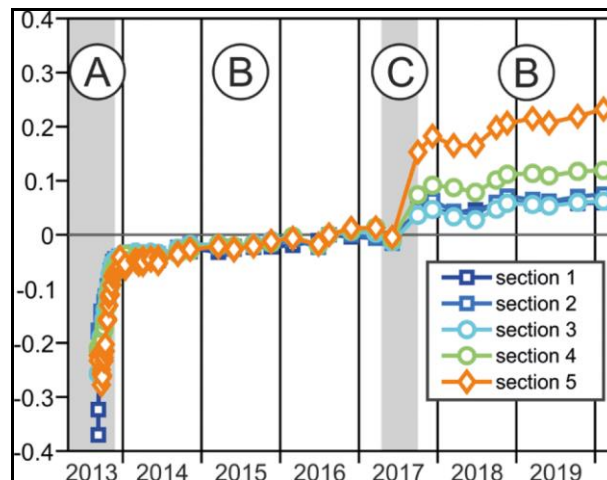 0.4
0.3
A
B
C
B
0.2
0.1
0
-0.1
-0.2
-0.3
-0.4
section 1
section 2
section 3
section 4
section 5
2013 2014 2015 2016 2017 2018 2019